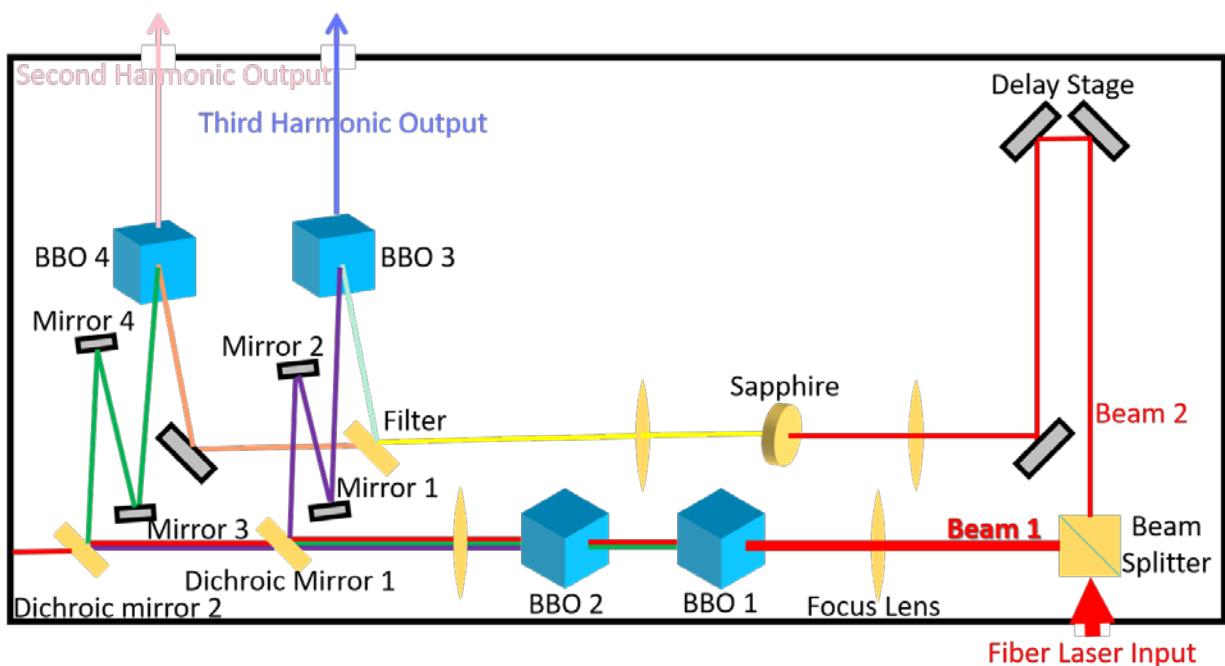 Second Harmonic Output
Third Harmonic Output
Delay Stage
BBO 4
BBO 3
Mirror 4
Mirror 2
Sapphire
Filter
Beam 2
Mirror 1
Mirror 3
Beam 1
Beam
Splitter
Dichroic Mirror 1
Dichroic mirror 2
BBO 2
BBO 1
Focus Lens
Fiber Laser Input